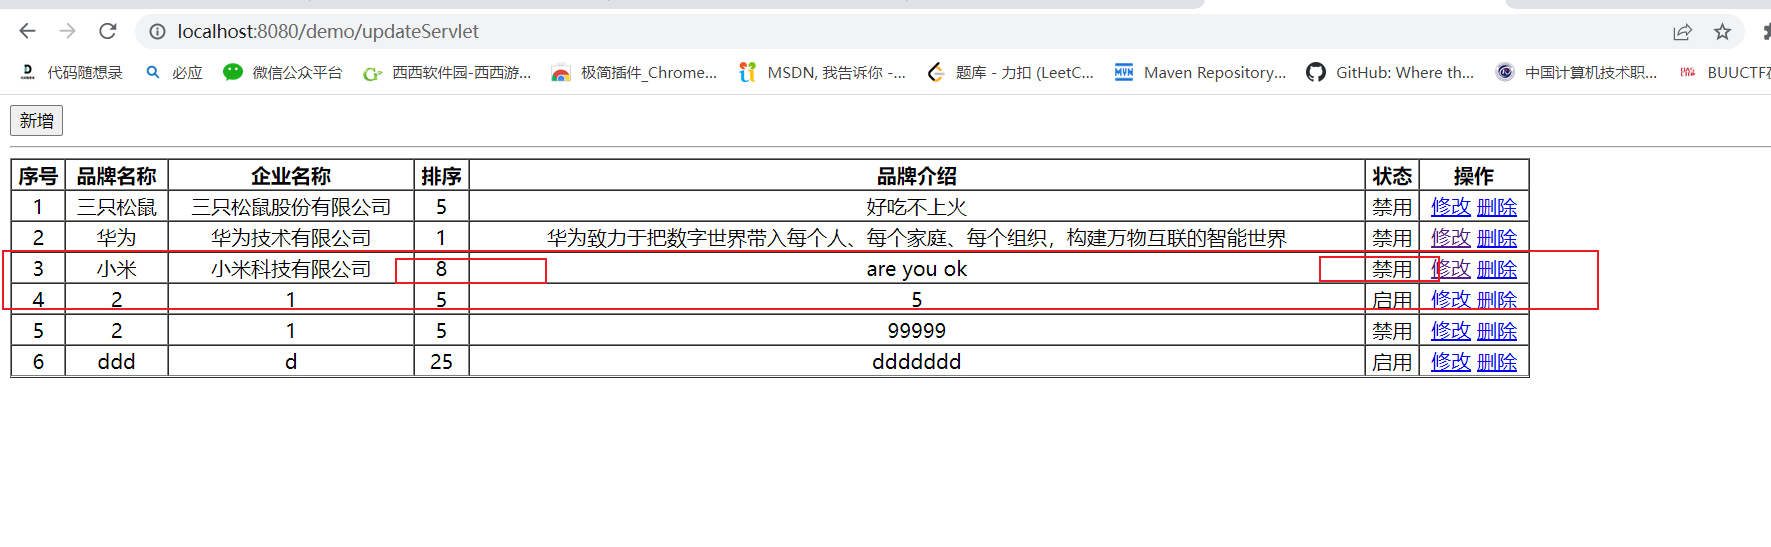 localhost:8080/demo/updateServlet
代码随想录 必应 微信公众平台 西西软件园-西西游... 极简插件_Chrome... MSDN, 我告诉你 -... 题库 - 力扣 (LeetC... Maven Repository:... GitHub: Where th... 中国计算机技术职... BUUCTF
新增
序号 品牌名称 企业名称 排序 品牌介绍 状态 操作
1 三只松鼠 三只松鼠股份有限公司 5 好吃不上火 禁用 修改 删除
2 华为 华为技术有限公司 1 华为致力于把数字世界带入每个人、每个家庭、每个组织，构建万物互联的智能世界 禁用 修改 删除
3 小米 小米科技有限公司 8 are you ok 禁用 修改 删除
4 2 1 5 5 启用 修改 删除
5 2 1 5 99999 禁用 修改 删除
6 ddd d 25 ddddddd 启用 修改 删除